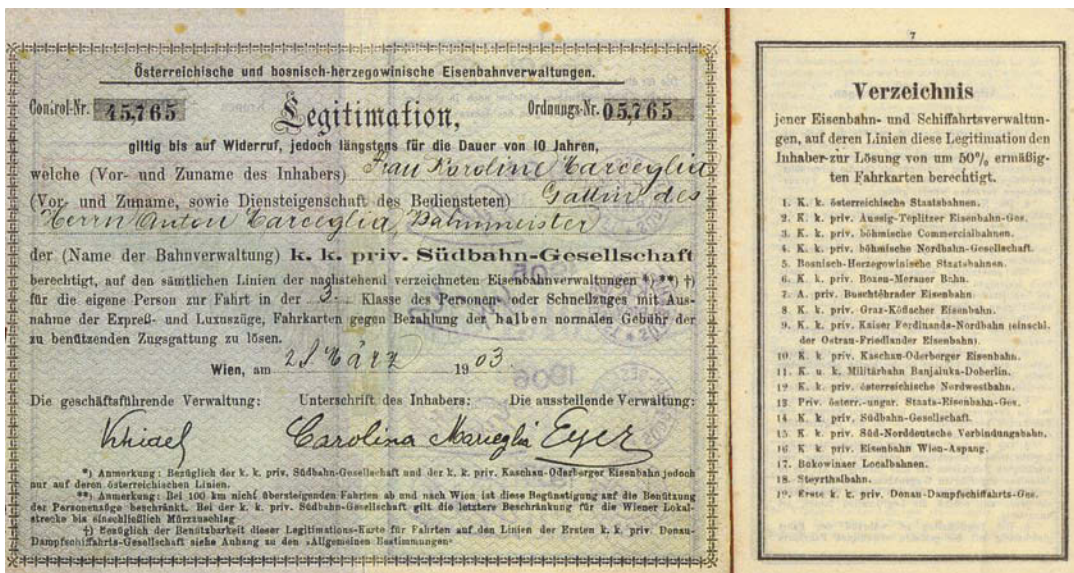 Österreichische und bosnisch-herzegowinische Eisenbahnverwaltungen.
Control-Nr. 45,765 Legitimation, Ordnungs-Nr. 05,765
giltig bis auf Widerruf, jedoch längstens für die Dauer von 10 Jahren,
welche (Vor- und Zuname des Inhabers) Frau Karoline Marceglia
(Vor- und Zuname, sowie Diensteigenschaft des Bediensteten) Gattin des
Herrn Anton Marceglia, Bahnmeister
der (Name der Bahnverwaltung) k. k. priv. Südbahn-Gesellschaft
berechtigt, auf den sämtlichen Linien der nachstehend verzeichneten Eisenbahnverwaltungen *) **) †)
für die eigene Person zur Fahrt in der 3. Klasse des Personen- oder Schnellzuges mit Aus-
nahme der Expreß- und Luxuszüge, Fahrkarten gegen Bezahlung der halben normalen Gebühr der
zu benützenden Zugsgattung zu lösen.
Wien, am März 1903
Die geschäftsführende Verwaltung: Unterschrift des Inhabers: Die ausstellende Verwaltung:
Carolina Marceglia
*) Anmerkung: Bezüglich der k. k. priv. Südbahn-Gesellschaft und der k. k. priv. Kaschau-Oderberger Eisenbahn jedoch
nur auf deren österreichischen Linien.
**) Anmerkung: Bei 100 km nicht übersteigenden Fahrten ab und nach Wien ist diese Begünstigung auf die Benützung
der Personenzüge beschränkt. Bei der k. k. priv. Südbahn-Gesellschaft gilt die letztere Beschränkung für die Wiener Lokal-
strecke bis einschließlich Mürzzuschlag
†) Bezüglich der Benützbarkeit dieser Legitimations-Karte für Fahrten auf den Linien der Ersten k. k. priv. Donau-
Dampfschiffahrts-Gesellschaft siehe Anhang zu den »Allgemeinen Bestimmungen«
7
Verzeichnis
jener Eisenbahn- und Schiffahrtsverwaltun-
gen, auf deren Linien diese Legitimation den
Inhaber zur Lösung von um 50% ermäßig-
ten Fahrkarten berechtigt.
1. K. k. österreichische Staatsbahnen.
2. K. k. priv. Aussig-Teplitzer Eisenbahn-Ges.
3. K. k. priv. böhmische Commercialbahnen.
4. K. k. priv. böhmische Nordbahn-Gesellschaft.
5. Bosnisch-Herzegowinische Staatsbahnen.
6. K. k. priv. Bozen-Meraner Bahn.
7. A. priv. Buschtěhrader Eisenbahn
8. K. k. priv. Graz-Köflacher Eisenbahn.
9. K. k. priv. Kaiser Ferdinands-Nordbahn (einschl.
der Ostrau-Friedlander Eisenbahn).
10. K. k. priv. Kaschau-Oderberger Eisenbahn.
11. K. u. k. Militärbahn Banjaluka-Doberlin.
12. K. k. priv. österreichische Nordwestbahn.
13. Priv. österr.-ungar. Staats-Eisenbahn-Ges.
14. K. k. priv. Südbahn-Gesellschaft.
15. K. k. priv. Süd-Norddeutsche Verbindungsbahn.
16. K. k. priv. Eisenbahn Wien-Aspang.
17. Bukowinaer Localbahnen.
18. Steyrthalbahn.
19. Erste k. k. priv. Donau-Dampfschiffahrts-Ges.